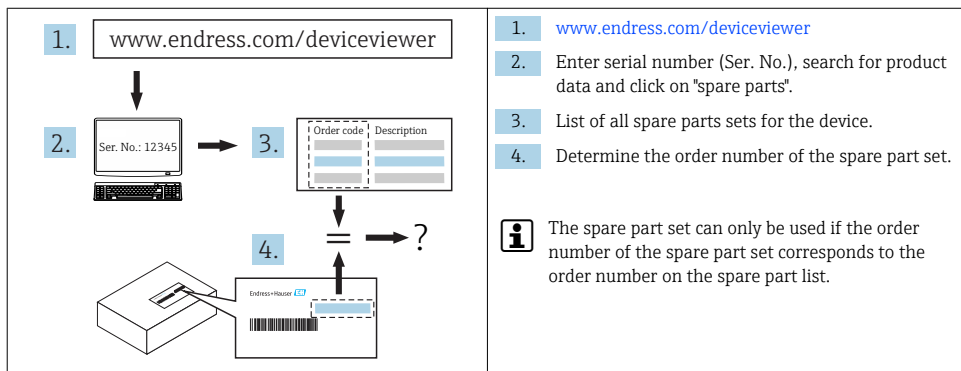 1. www.endress.com/deviceviewer
2. Ser. No.: 12345
3. Order code Description
= ?
4.
Endress+Hauser EH
1. www.endress.com/deviceviewer
2. Enter serial number (Ser. No.), search for product
data and click on "spare parts".
3. List of all spare parts sets for the device.
4. Determine the order number of the spare part set.
i The spare part set can only be used if the order
number of the spare part set corresponds to the
order number on the spare part list.